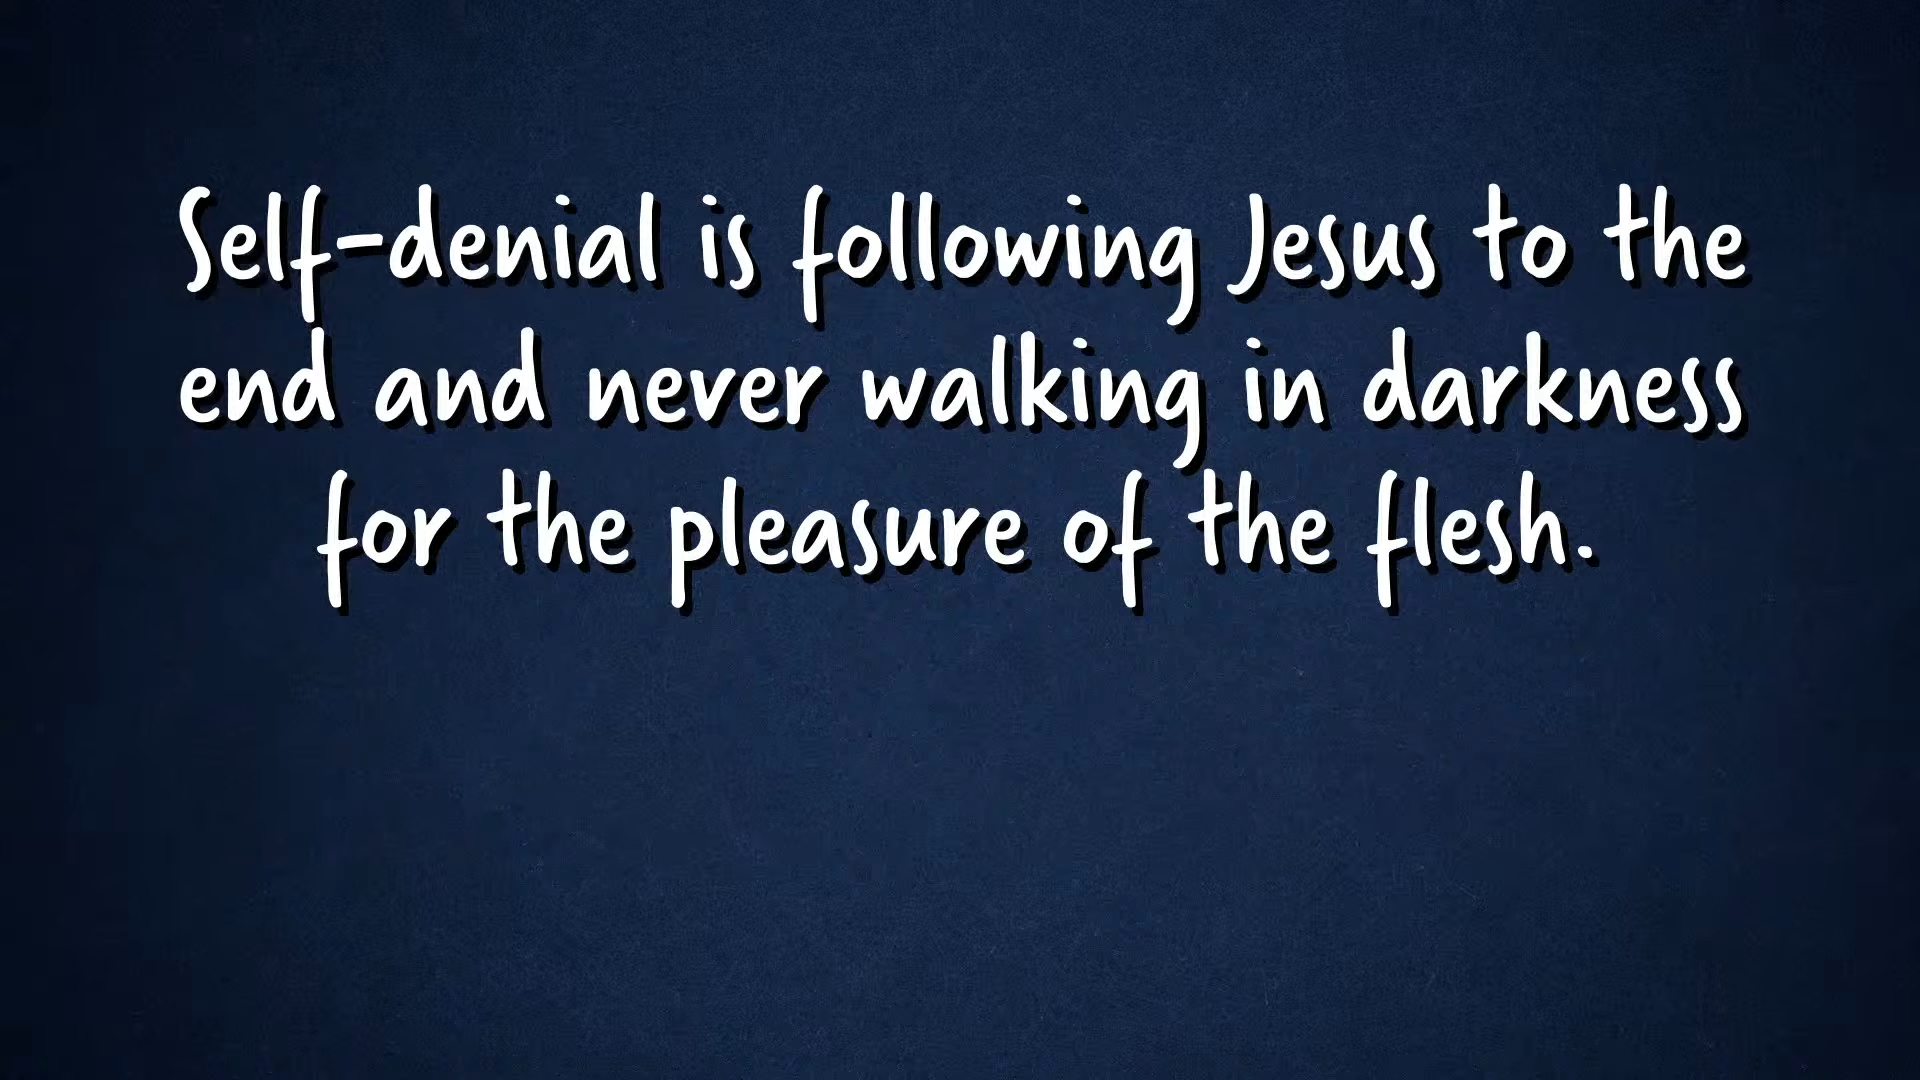 Self-denial is following Jesus to the
end and never walking in darkness
for the pleasure of the flesh.